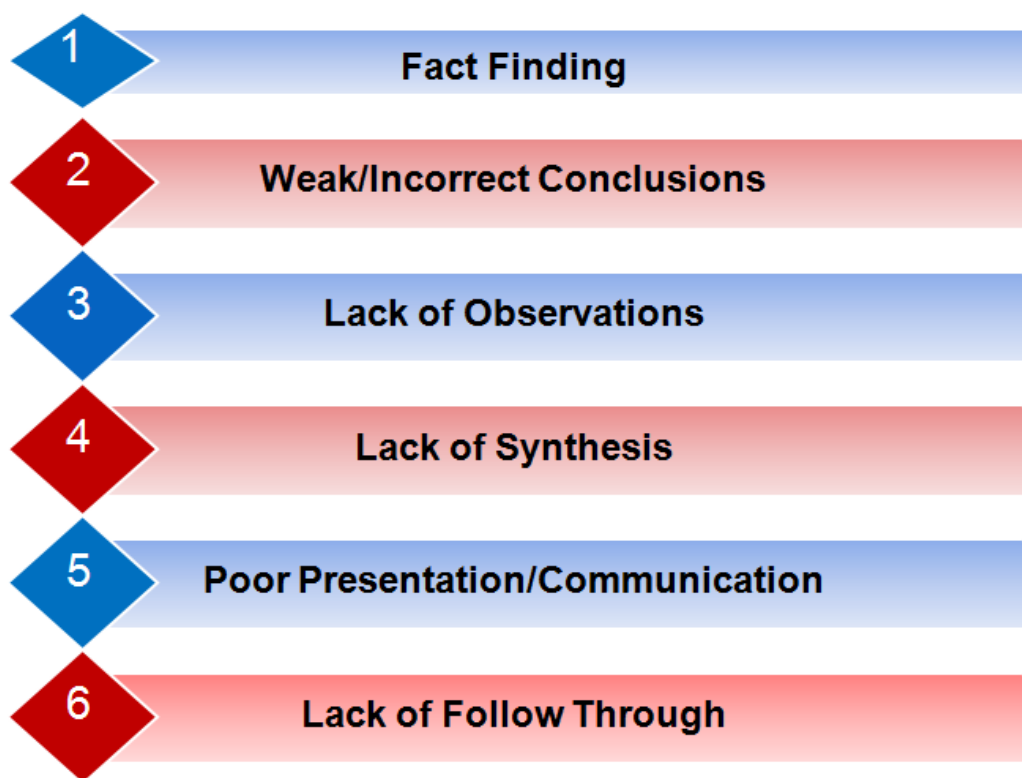 1 Fact Finding
2 Weak/Incorrect Conclusions
3 Lack of Observations
4 Lack of Synthesis
5 Poor Presentation/Communication
6 Lack of Follow Through